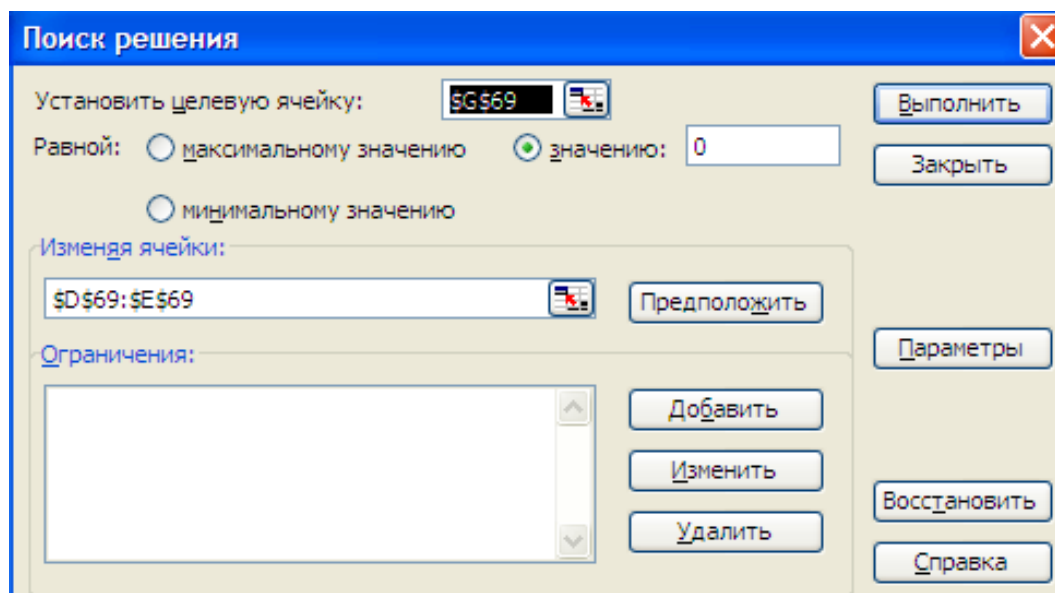 Поиск решения
Установить целевую ячейку: $G$69
Выполнить
Равной: максимальному значению значению: 0
Закрыть
минимальному значению
Изменяя ячейки:
$D$69:$E$69
Предположить
Ограничения:
Параметры
Добавить
Изменить
Восстановить
Удалить
Справка